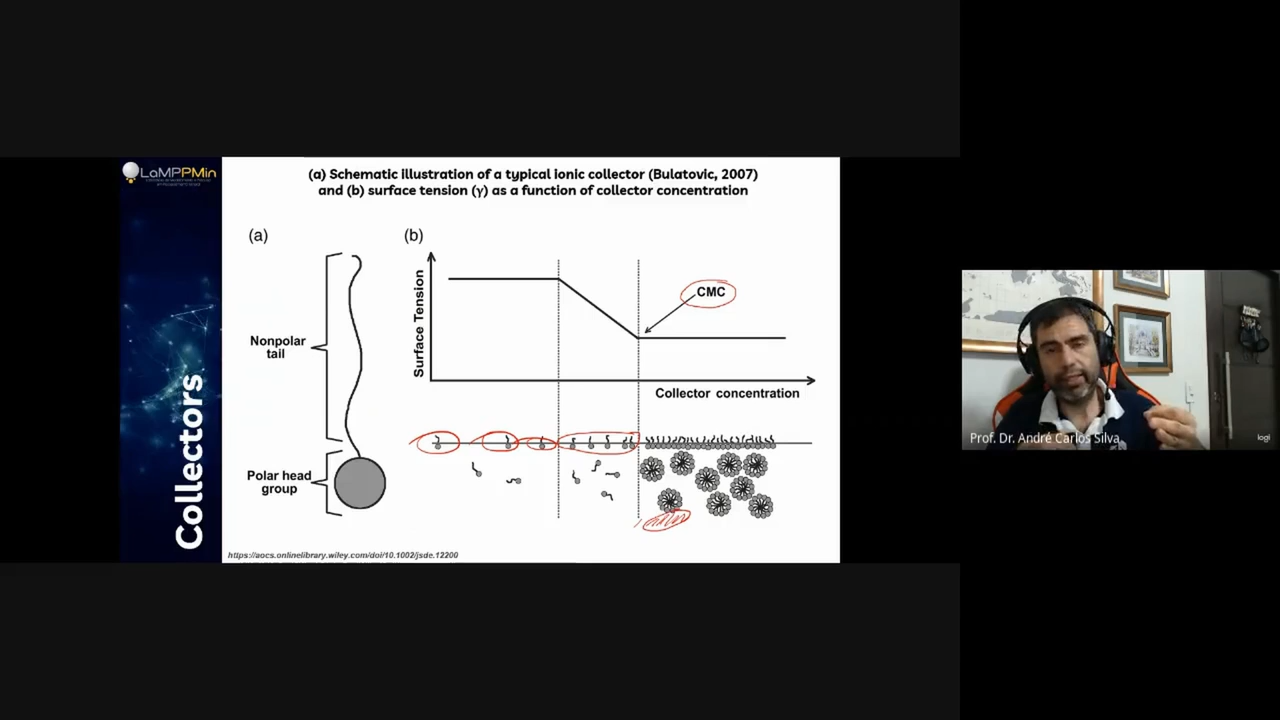 LaMPPMin
(a) Schematic illustration of a typical ionic collector (Bulatovic, 2007)
and (b) surface tension (γ) as a function of collector concentration
(a)
(b)
Nonpolar
tail
Polar head
group
Surface Tension
CMC
Collector concentration
Collectors
https://aocs.onlinelibrary.wiley.com/doi/10.1002/jsde.12200
Prof. Dr. André Carlos Silva
logi